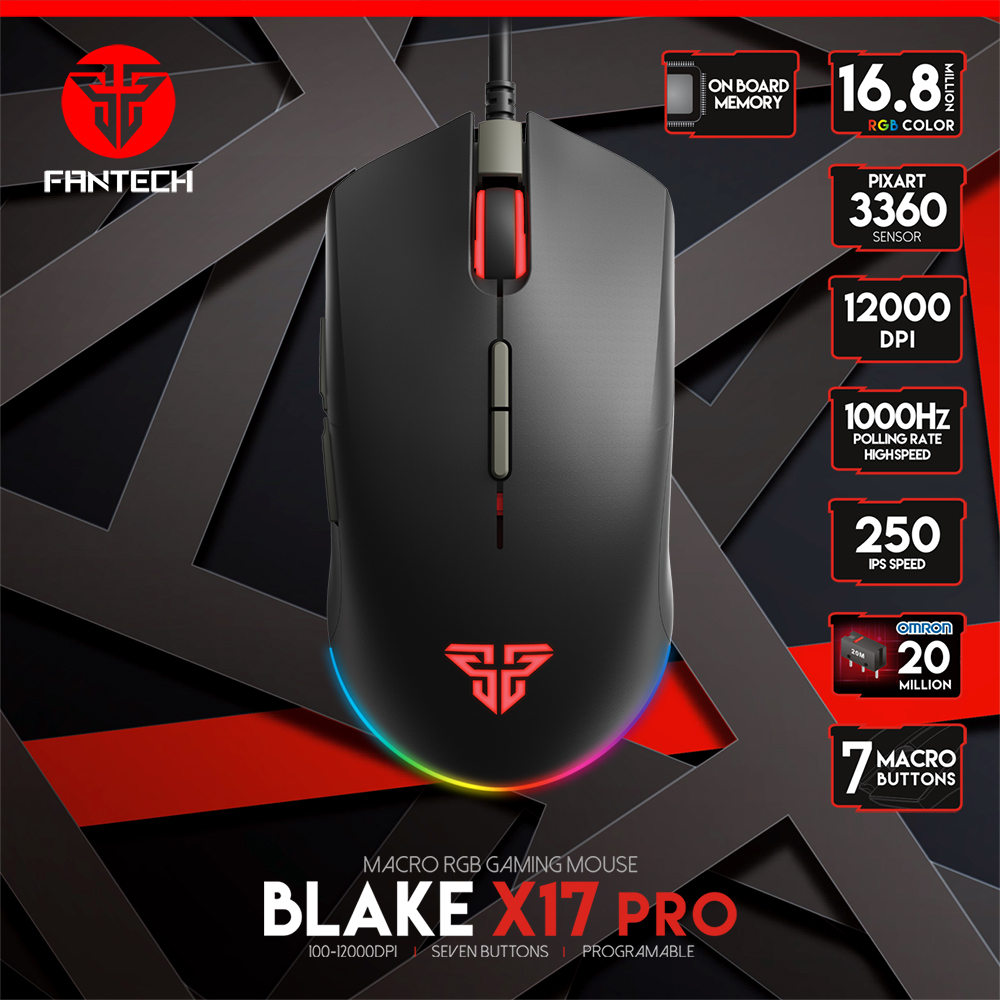 FANTECH
ON BOARD
MEMORY
16.8
MILLION
RGB COLOR
PIXART
3360
SENSOR
12000
DPI
1000Hz
POLLING RATE
HIGHSPEED
250
IPS SPEED
OMRON
20M
20
MILLION
7 MACRO
BUTTONS
MACRO RGB GAMING MOUSE
BLAKE X17 PRO
100-12000DPI | SEVEN BUTTONS | PROGRAMABLE